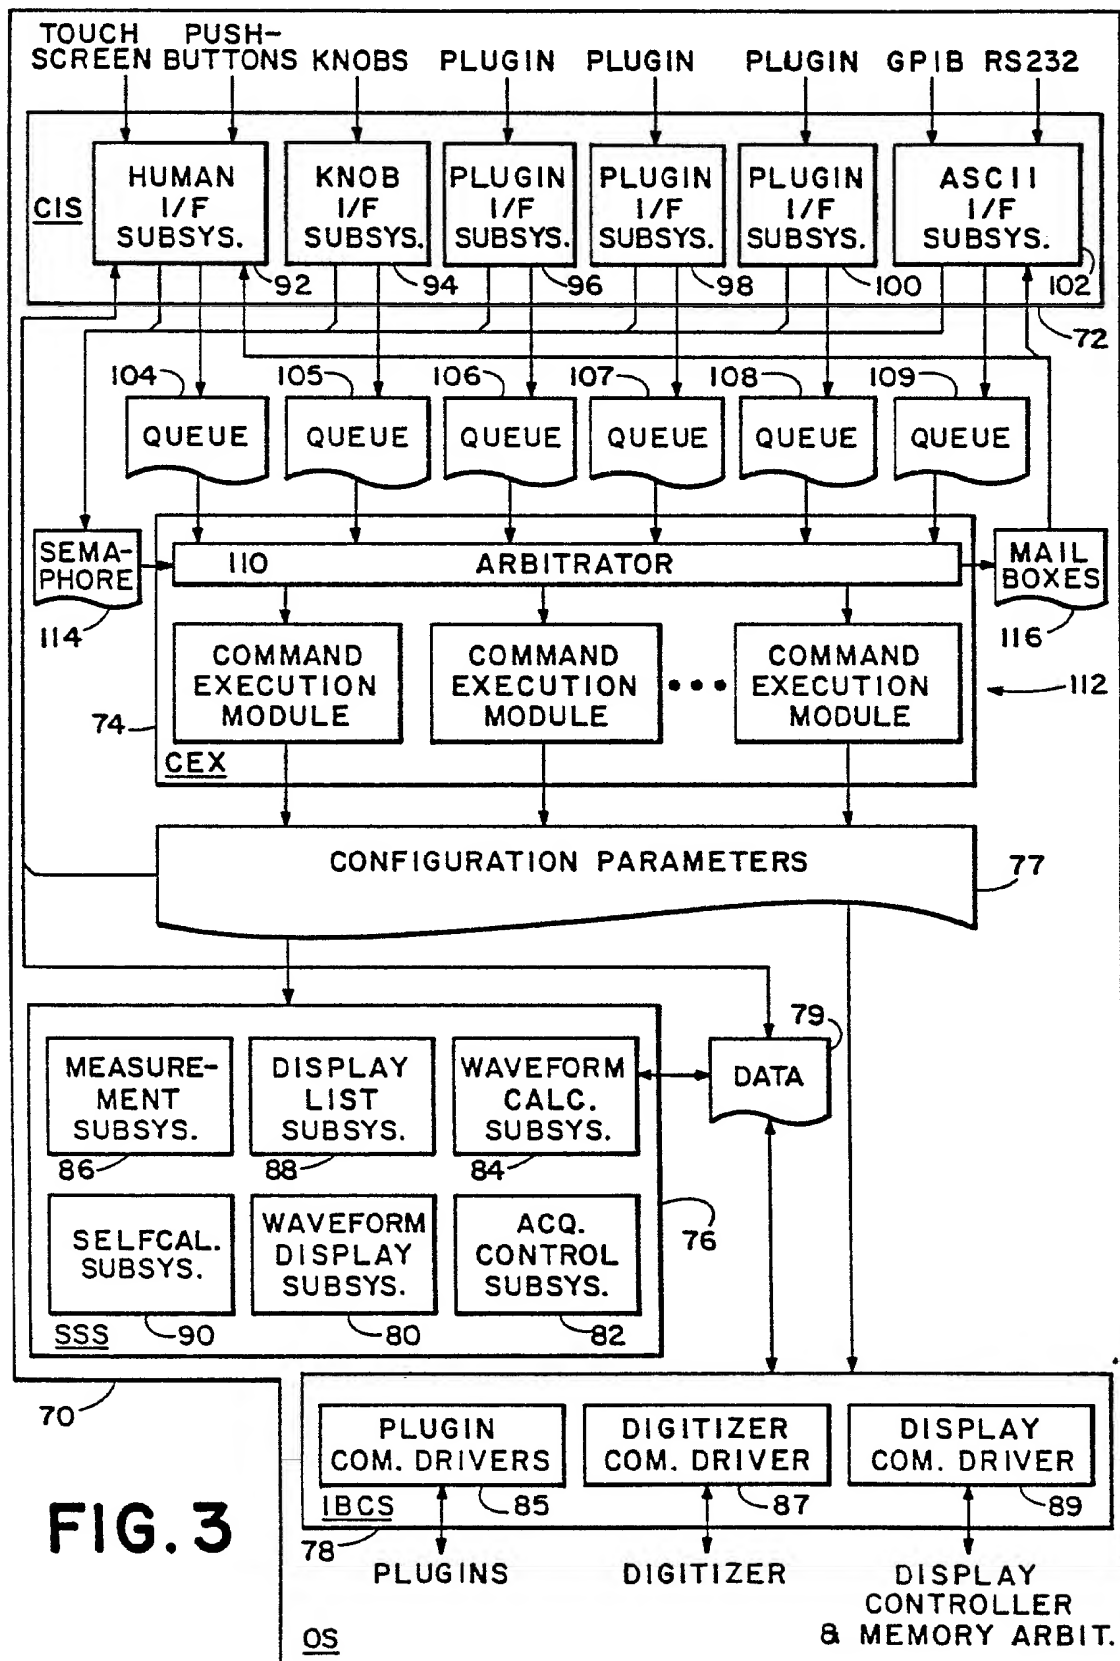 TOUCH PUSH-
SCREEN BUTTONS KNOBS PLUGIN PLUGIN PLUGIN GPIB RS232
CIS
HUMAN
I/F
SUBSYS.
92
KNOB
I/F
SUBSYS.
94
PLUGIN
I/F
SUBSYS.
96
PLUGIN
I/F
SUBSYS.
98
PLUGIN
I/F
SUBSYS.
100
ASCII
I/F
SUBSYS.
102
72
104 105 106 107 108 109
QUEUE QUEUE QUEUE QUEUE QUEUE QUEUE
SEMA-
PHORE
114
110 ARBITRATOR
MAIL
BOXES
116
COMMAND
EXECUTION
MODULE
COMMAND
EXECUTION
MODULE
COMMAND
EXECUTION
MODULE
112
74
CEX
CONFIGURATION PARAMETERS
77
79
DATA
MEASURE-
MENT
SUBSYS.
86
DISPLAY
LIST
SUBSYS.
88
WAVEFORM
CALC.
SUBSYS.
84
76
SELFCAL.
SUBSYS.
90
WAVEFORM
DISPLAY
SUBSYS.
80
ACQ.
CONTROL
SUBSYS.
82
SSS
70
PLUGIN
COM. DRIVERS
85
DIGITIZER
COM. DRIVER
87
DISPLAY
COM. DRIVER
89
IBCS
78
FIG. 3
PLUGINS
DIGITIZER
DISPLAY
CONTROLLER
& MEMORY ARBIT.
OS